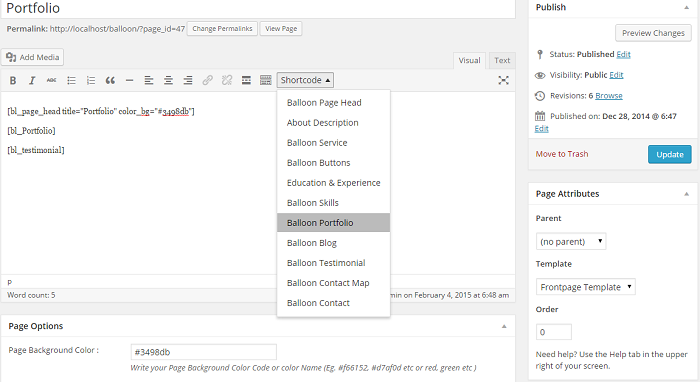 Portfolio
Permalink: http://localhost/balloon/?page_id=47 Change Permalinks View Page
Add Media
Visual Text
B I ABC Shortcode
[bl_page_head title="Portfolio" color_bg="#3498db"]
[bl_Portfolio]
[bl_testimonial]
Balloon Page Head
About Description
Balloon Service
Balloon Buttons
Education & Experience
Balloon Skills
Balloon Portfolio
Balloon Blog
Balloon Testimonial
Balloon Contact Map
Balloon Contact
P
Word count: 5
min on February 4, 2015 at 6:48 am
Page Options
Page Background Color :
#3498db
Write your Page Background Color Code or color Name (Eg. #f66152, #d7af0d etc or red, green etc )
Publish
Preview Changes
Status: Published Edit
Visibility: Public Edit
Revisions: 6 Browse
Published on: Dec 28, 2014 @ 6:47
Edit
Move to Trash
Update
Page Attributes
Parent
(no parent)
Template
Frontpage Template
Order
0
Need help? Use the Help tab in the upper
right of your screen.